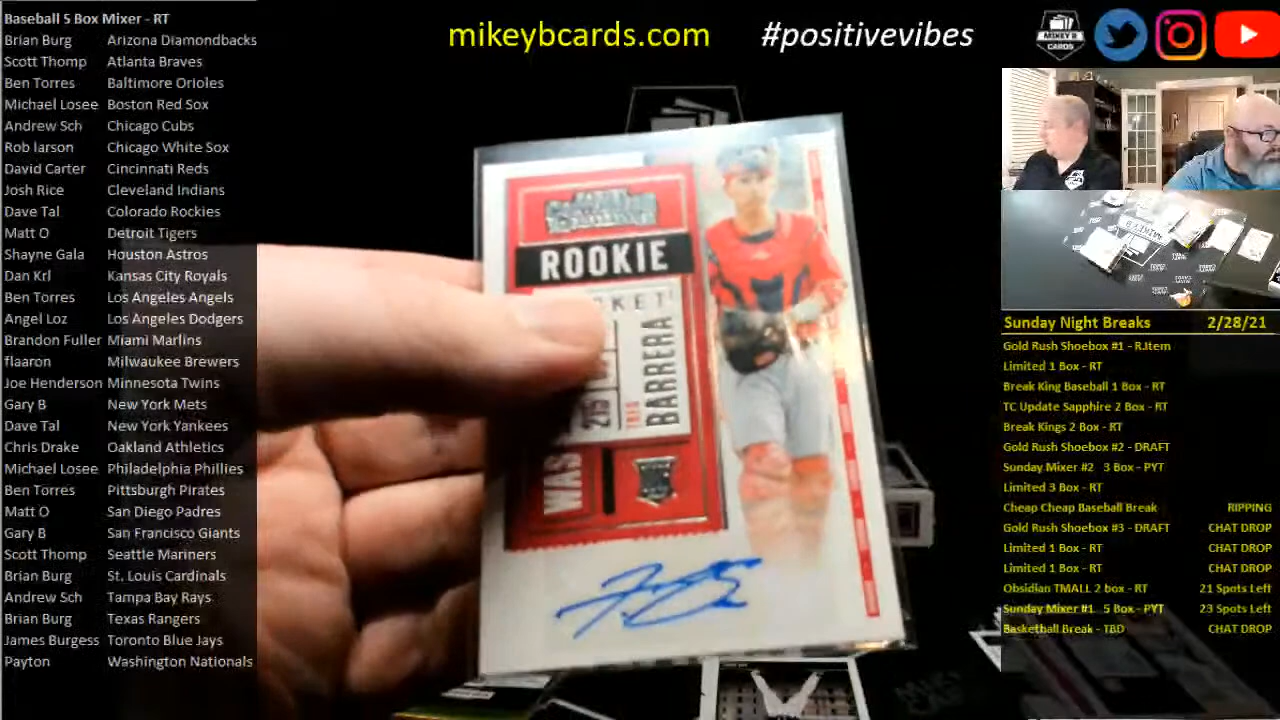 Baseball 5 Box Mixer - RT
Brian Burg Arizona Diamondbacks
Scott Thomp Atlanta Braves
Ben Torres Baltimore Orioles
Michael Losee Boston Red Sox
Andrew Sch Chicago Cubs
Rob larson Chicago White Sox
David Carter Cincinnati Reds
Josh Rice Cleveland Indians
Dave Tal Colorado Rockies
Matt O Detroit Tigers
Shayne Gala Houston Astros
Dan Krl Kansas City Royals
Ben Torres Los Angeles Angels
Angel Loz Los Angeles Dodgers
Brandon Fuller Miami Marlins
flaaron Milwaukee Brewers
Joe Henderson Minnesota Twins
Gary B New York Mets
Dave Tal New York Yankees
Chris Drake Oakland Athletics
Michael Losee Philadelphia Phillies
Ben Torres Pittsburgh Pirates
Matt O San Diego Padres
Gary B San Francisco Giants
Scott Thomp Seattle Mariners
Brian Burg St. Louis Cardinals
Andrew Sch Tampa Bay Rays
Brian Burg Texas Rangers
James Burgess Toronto Blue Jays
Payton Washington Nationals
mikeybcards.com #positivevibes
MIKEY B
CARDS
ROOKIE
KET
TRES
BARRERA
WAS
Sunday Night Breaks 2/28/21
Gold Rush Shoebox #1 - R.Item
Limited 1 Box - RT
Break King Baseball 1 Box - RT
TC Update Sapphire 2 Box - RT
Break Kings 2 Box - RT
Gold Rush Shoebox #2 - DRAFT
Sunday Mixer #2 3 Box - PYT
Limited 3 Box - RT
Cheap Cheap Baseball Break RIPPING
Gold Rush Shoebox #3 - DRAFT CHAT DROP
Limited 1 Box - RT CHAT DROP
Limited 1 Box - RT CHAT DROP
Obsidian TMALL 2 box - RT 21 Spots Left
Sunday Mixer #1 5 Box - PYT 23 Spots Left
Basketball Break - TBD CHAT DROP